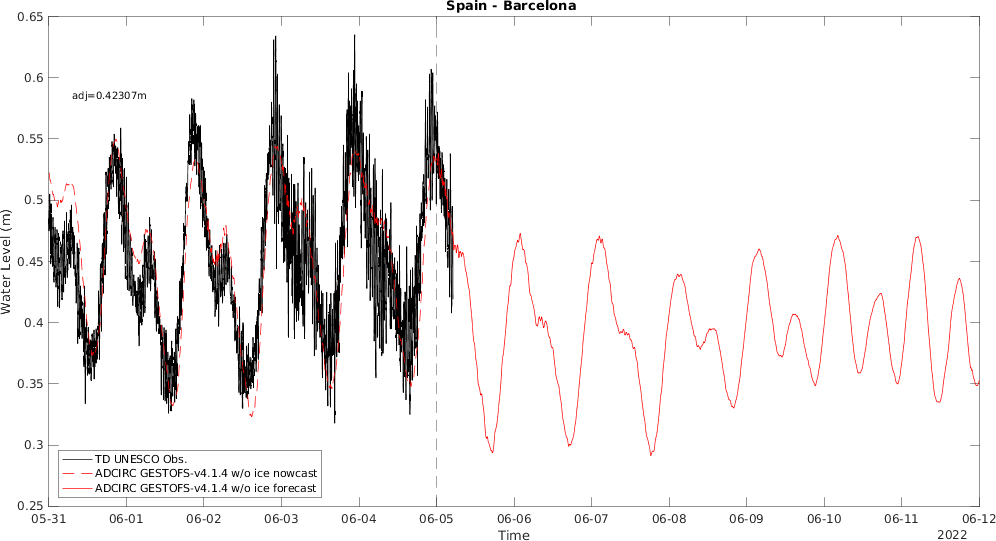 Spain - Barcelona
0.65
0.6
0.55
0.5
0.45
0.4
0.35
0.3
0.25
Water Level (m)
adj=0.42307m
TD UNESCO Obs.
ADCIRC GESTOFS-v4.1.4 w/o ice nowcast
ADCIRC GESTOFS-v4.1.4 w/o ice forecast
05-31 06-01 06-02 06-03 06-04 06-05 06-06 06-07 06-08 06-09 06-10 06-11 06-12
Time
2022